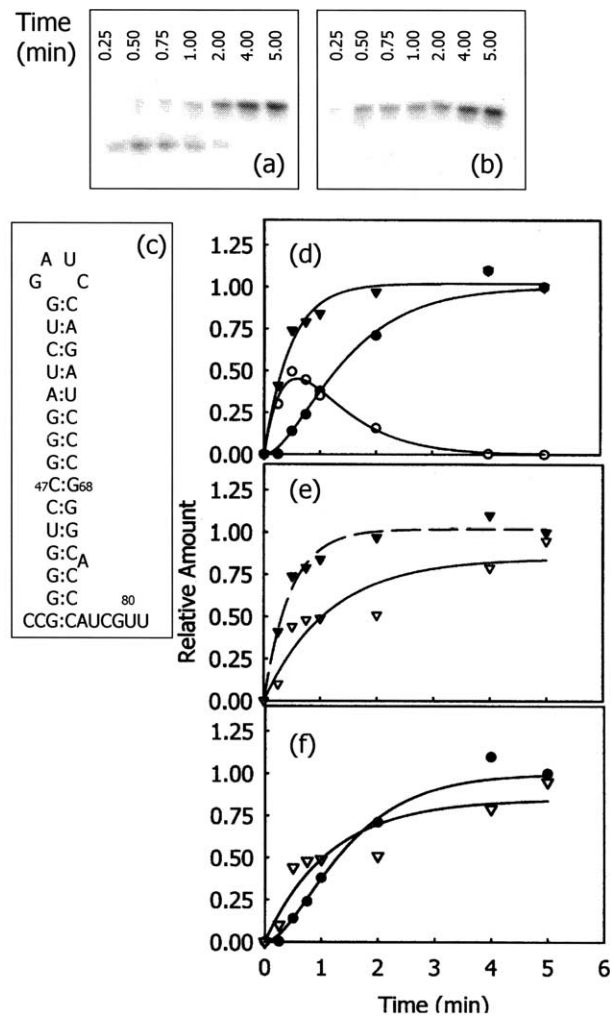 Time
(min)
0.25 0.50 0.75 1.00 2.00 4.00 5.00
(a)
0.25 0.50 0.75 1.00 2.00 4.00 5.00
(b)
(c)
A U
G C
G:C
U:A
C:G
U:A
A:U
G:C
G:C
G:C
47C:G68
C:G
U:G
G:C
A
G:C
G:C
80
CCG:CAUCGUU
Relative Amount
(d)
1.25
1.00
0.75
0.50
0.25
0.00
(e)
1.25
1.00
0.75
0.50
0.25
0.00
(f)
1.25
1.00
0.75
0.50
0.25
0.00
0 1 2 3 4 5 6
Time (min)